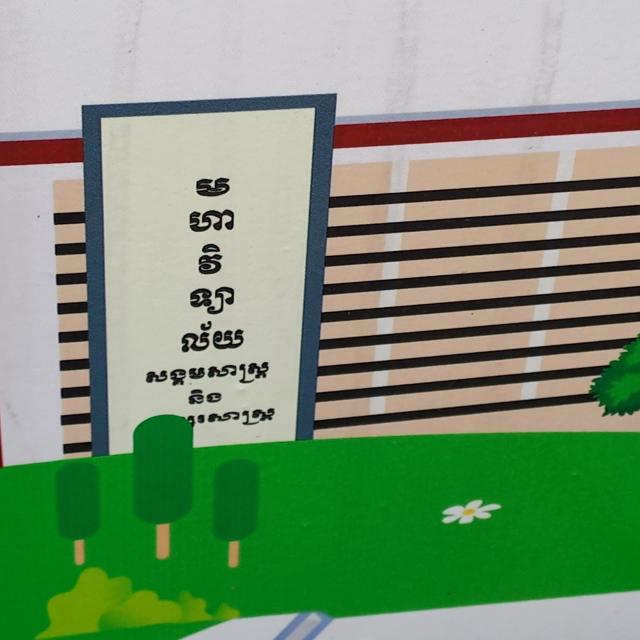 ម
ហា
វិ
ទ្យា
ល័យ
សង្គមសាស្ត្រ
និង
សាស្ត្រ